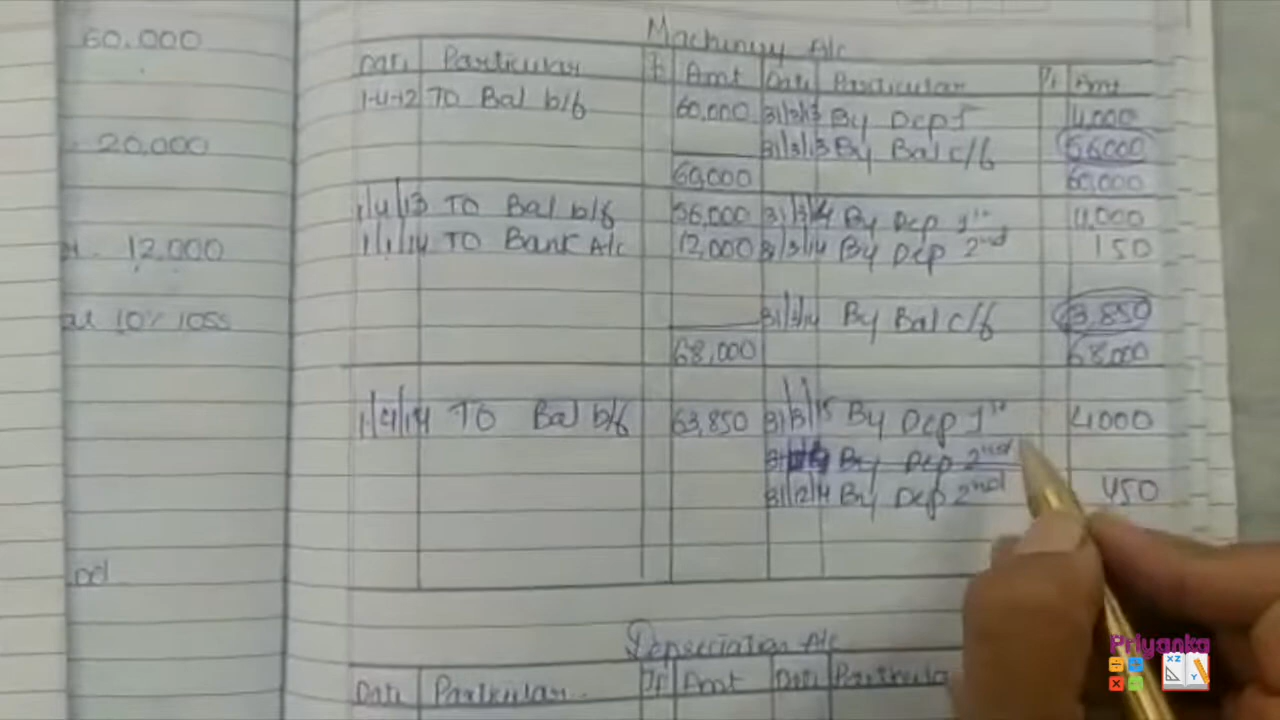 60.000
20.000
12.000
at 10% loss
Machinery A/c
Date Particular Amt Date Particular Amt
1-4-12 TO Bal b/f 60,000 31/3/13 By Dep 4,000
31/3/13 By Bal c/f 56,000
60,000 60,000
1/4/13 TO Bal b/f 56,000 31/3/14 By Dep 1st 4,000
1/1/14 TO Bank A/c 12,000 31/3/14 By Dep 2nd 150
31/3/14 By Bal c/f 63,850
68,000 68,000
1/4/14 TO Bal b/f 63,850 31/3/15 By Dep 1st 4000
By Dep 2nd
31/12/14 By Dep 2nd 450
Depreciation A/c
Date Particular Amt Date Particular
Priyanka